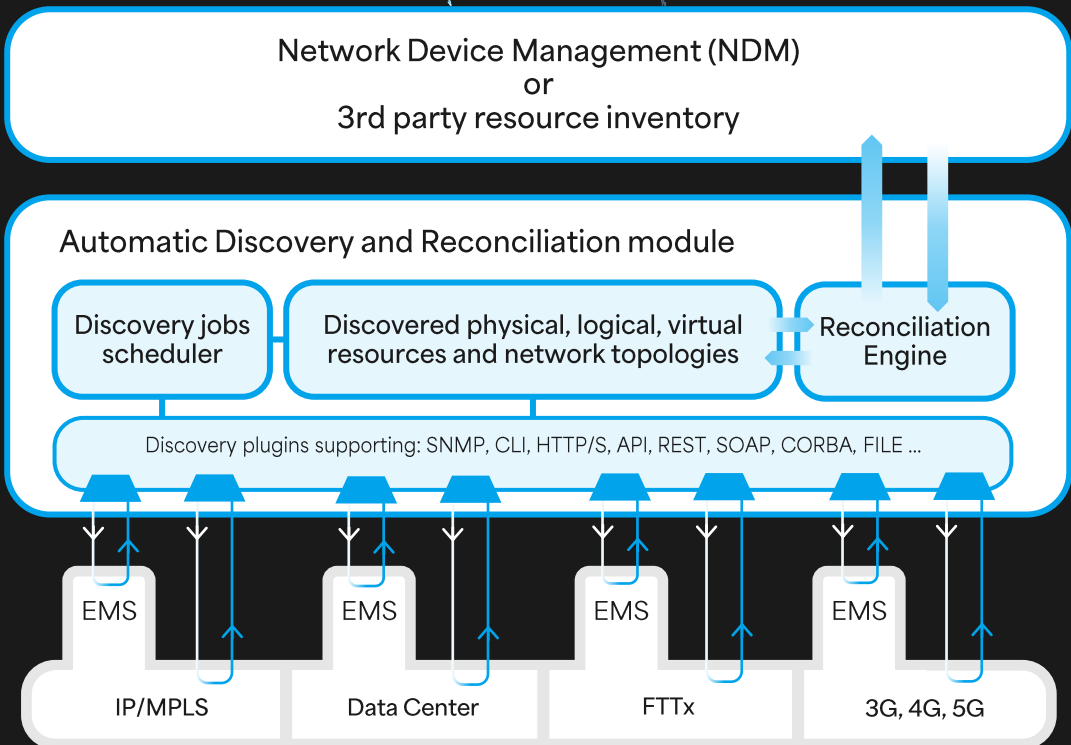 Network Device Management (NDM)
or
3rd party resource inventory
Automatic Discovery and Reconciliation module
Discovery jobs
scheduler
Discovered physical, logical, virtual
resources and network topologies
Reconciliation
Engine
Discovery plugins supporting: SNMP, CLI, HTTP/S, API, REST, SOAP, CORBA, FILE ...
EMS
EMS
EMS
EMS
IP/MPLS
Data Center
FTTx
3G, 4G, 5G